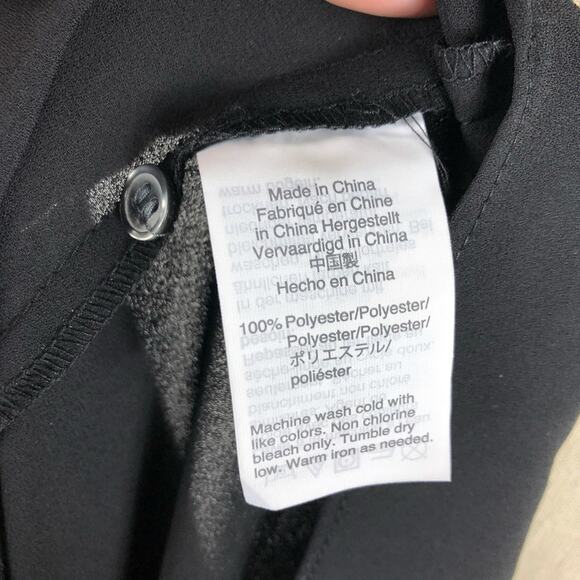 Made in China
Fabriqué en Chine
in China Hergestellt
Vervaardigd in China
中国製
Hecho en China
100% Polyester/Polyester/
Polyester/Polyester/
ポリエステル/
poliéster
Machine wash cold with
like colors. Non chlorine
bleach only. Tumble dry
low. Warm iron as needed.